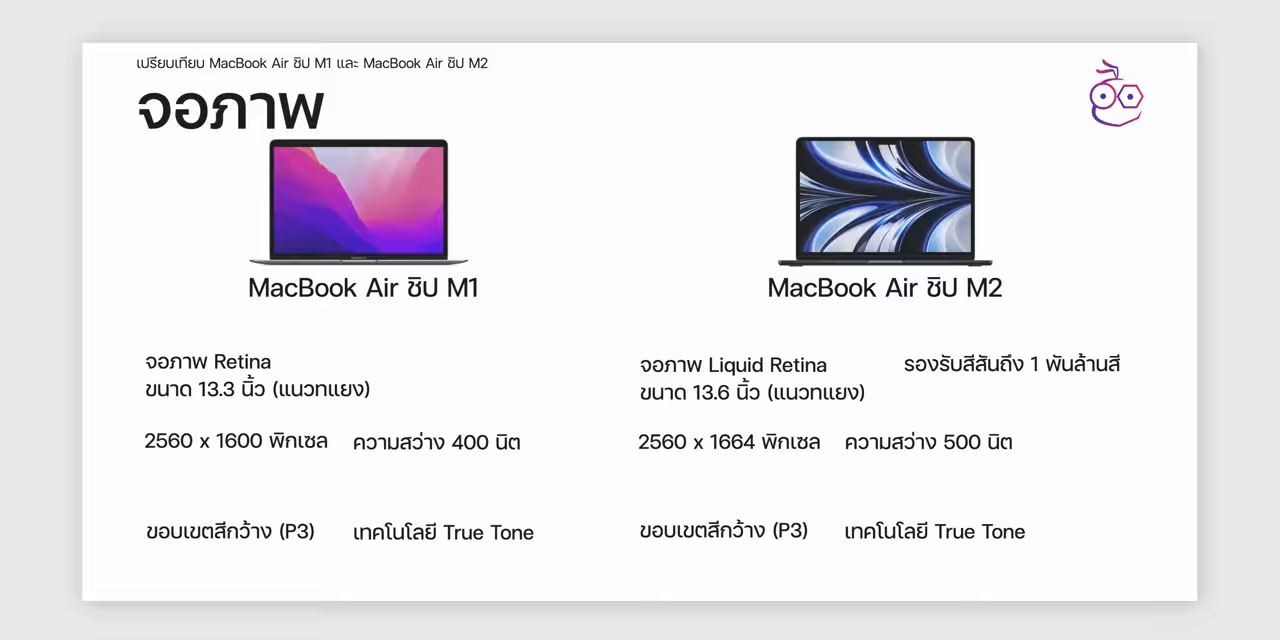 เปรียบเทียบ MacBook Air ชิป M1 และ MacBook Air ชิป M2
จอภาพ
MacBook Air ชิป M1
จอภาพ Retina
ขนาด 13.3 นิ้ว (แนวทแยง)
2560 x 1600 พิกเซล
ความสว่าง 400 นิต
ขอบเขตสีกว้าง (P3)
เทคโนโลยี True Tone
MacBook Air ชิป M2
จอภาพ Liquid Retina
ขนาด 13.6 นิ้ว (แนวทแยง)
รองรับสีสันถึง 1 พันล้านสี
2560 x 1664 พิกเซล
ความสว่าง 500 นิต
ขอบเขตสีกว้าง (P3)
เทคโนโลยี True Tone